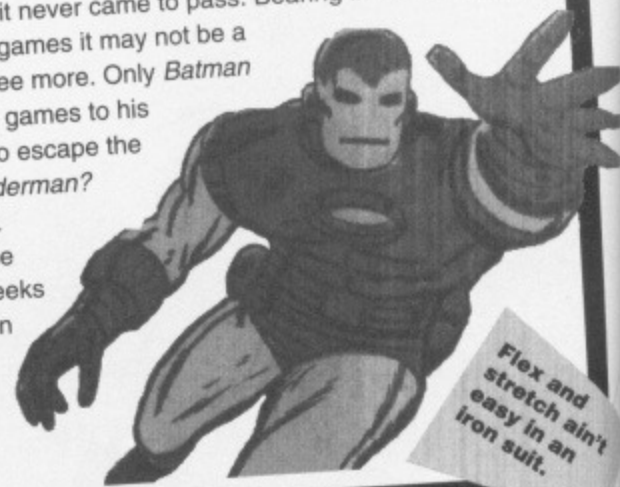 it never came to pass. Bearing
games it may not be a
ee more. Only Batman
games to his
o escape the
derman?
e
eeks
n
Flex and
stretch ain't
easy in an
iron suit.